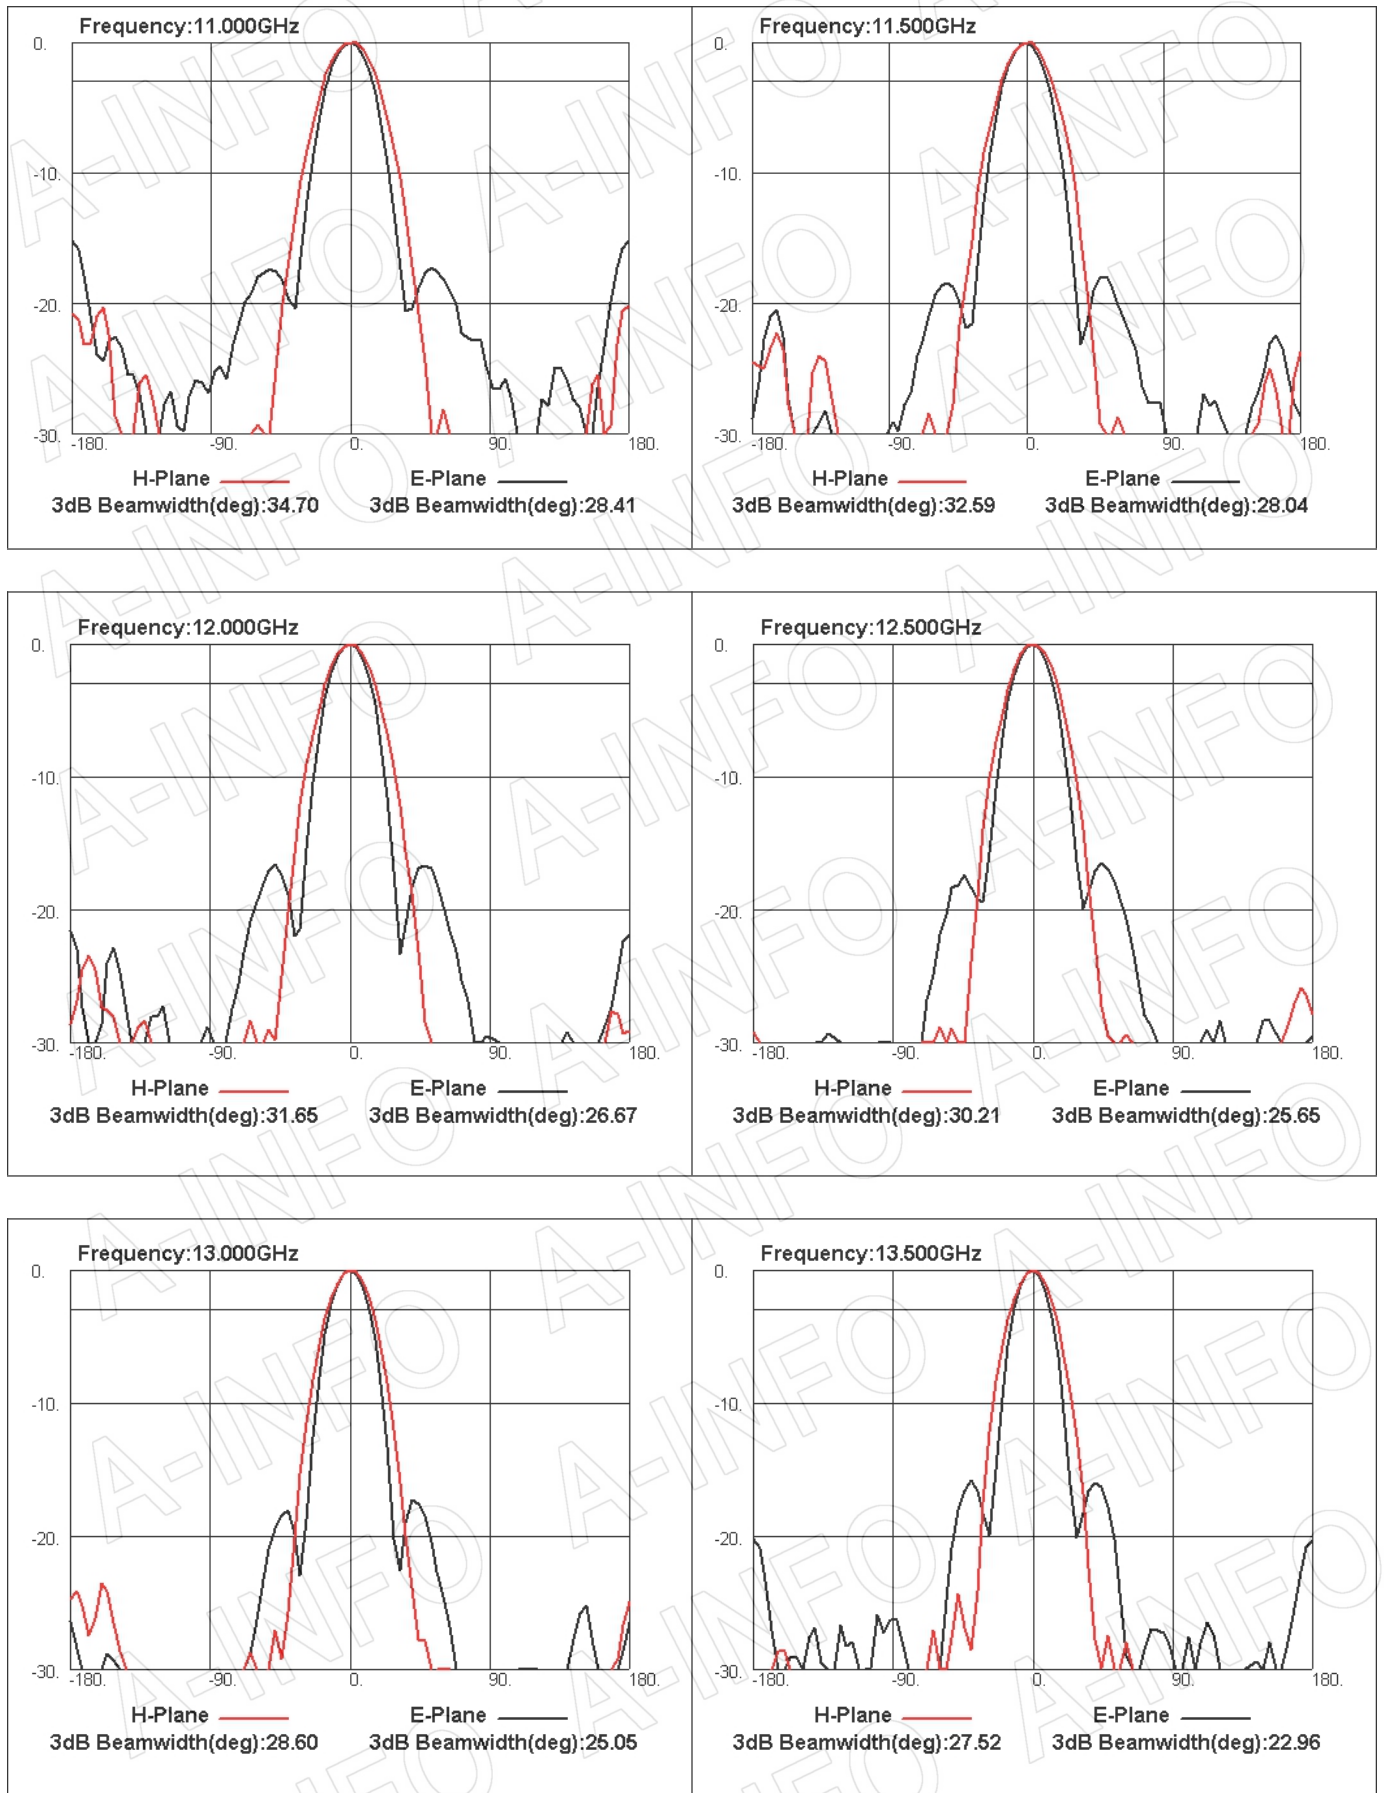 Frequency:11.000GHz
0.
-10.
-20.
-30.
-180. -90. 0. 90. 180.
H-Plane E-Plane
3dB Beamwidth(deg):34.70 3dB Beamwidth(deg):28.41
Frequency:11.500GHz
0.
-10.
-20.
-30.
-180. -90. 0. 90. 180.
H-Plane E-Plane
3dB Beamwidth(deg):32.59 3dB Beamwidth(deg):28.04
Frequency:12.000GHz
0.
-10.
-20.
-30.
-180. -90. 0. 90. 180.
H-Plane E-Plane
3dB Beamwidth(deg):31.65 3dB Beamwidth(deg):26.67
Frequency:12.500GHz
0.
-10.
-20.
-30.
-180. -90. 0. 90. 180.
H-Plane E-Plane
3dB Beamwidth(deg):30.21 3dB Beamwidth(deg):25.65
Frequency:13.000GHz
0.
-10.
-20.
-30.
-180. -90. 0. 90. 180.
H-Plane E-Plane
3dB Beamwidth(deg):28.60 3dB Beamwidth(deg):25.05
Frequency:13.500GHz
0.
-10.
-20.
-30.
-180. -90. 0. 90. 180.
H-Plane E-Plane
3dB Beamwidth(deg):27.52 3dB Beamwidth(deg):22.96
A-INFO